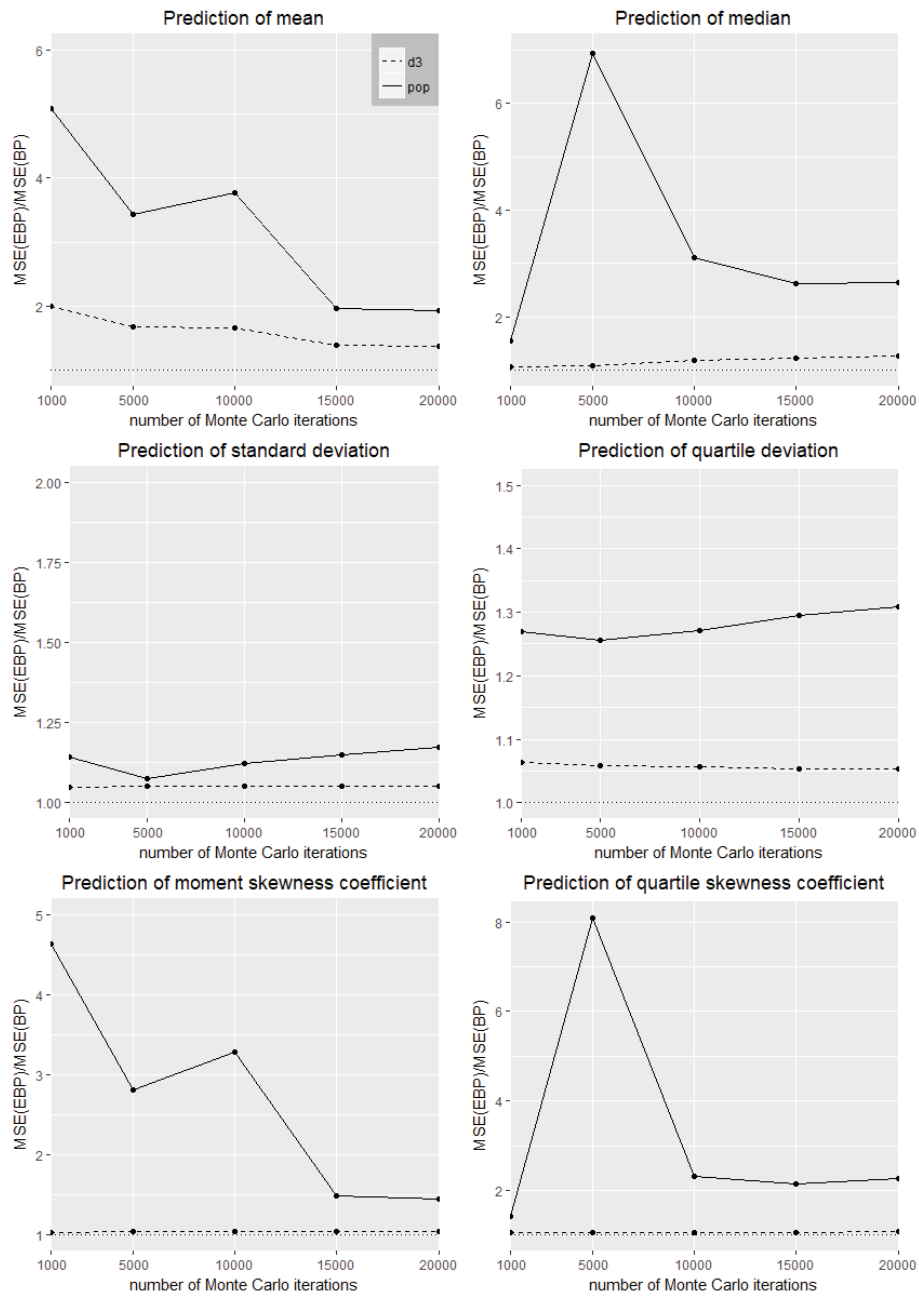 Prediction of mean
MSE(EBP)/MSE(BP)
6
4
2
d3
pop
1000 5000 10000 15000 20000
number of Monte Carlo iterations
Prediction of median
MSE(EBP)/MSE(BP)
6
4
2
1000 5000 10000 15000 20000
number of Monte Carlo iterations
Prediction of standard deviation
MSE(EBP)/MSE(BP)
2.00
1.75
1.50
1.25
1.00
1000 5000 10000 15000 20000
number of Monte Carlo iterations
Prediction of quartile deviation
MSE(EBP)/MSE(BP)
1.5
1.4
1.3
1.2
1.1
1.0
1000 5000 10000 15000 20000
number of Monte Carlo iterations
Prediction of moment skewness coefficient
MSE(EBP)/MSE(BP)
5
4
3
2
1
1000 5000 10000 15000 20000
number of Monte Carlo iterations
Prediction of quartile skewness coefficient
MSE(EBP)/MSE(BP)
8
6
4
2
1000 5000 10000 15000 20000
number of Monte Carlo iterations